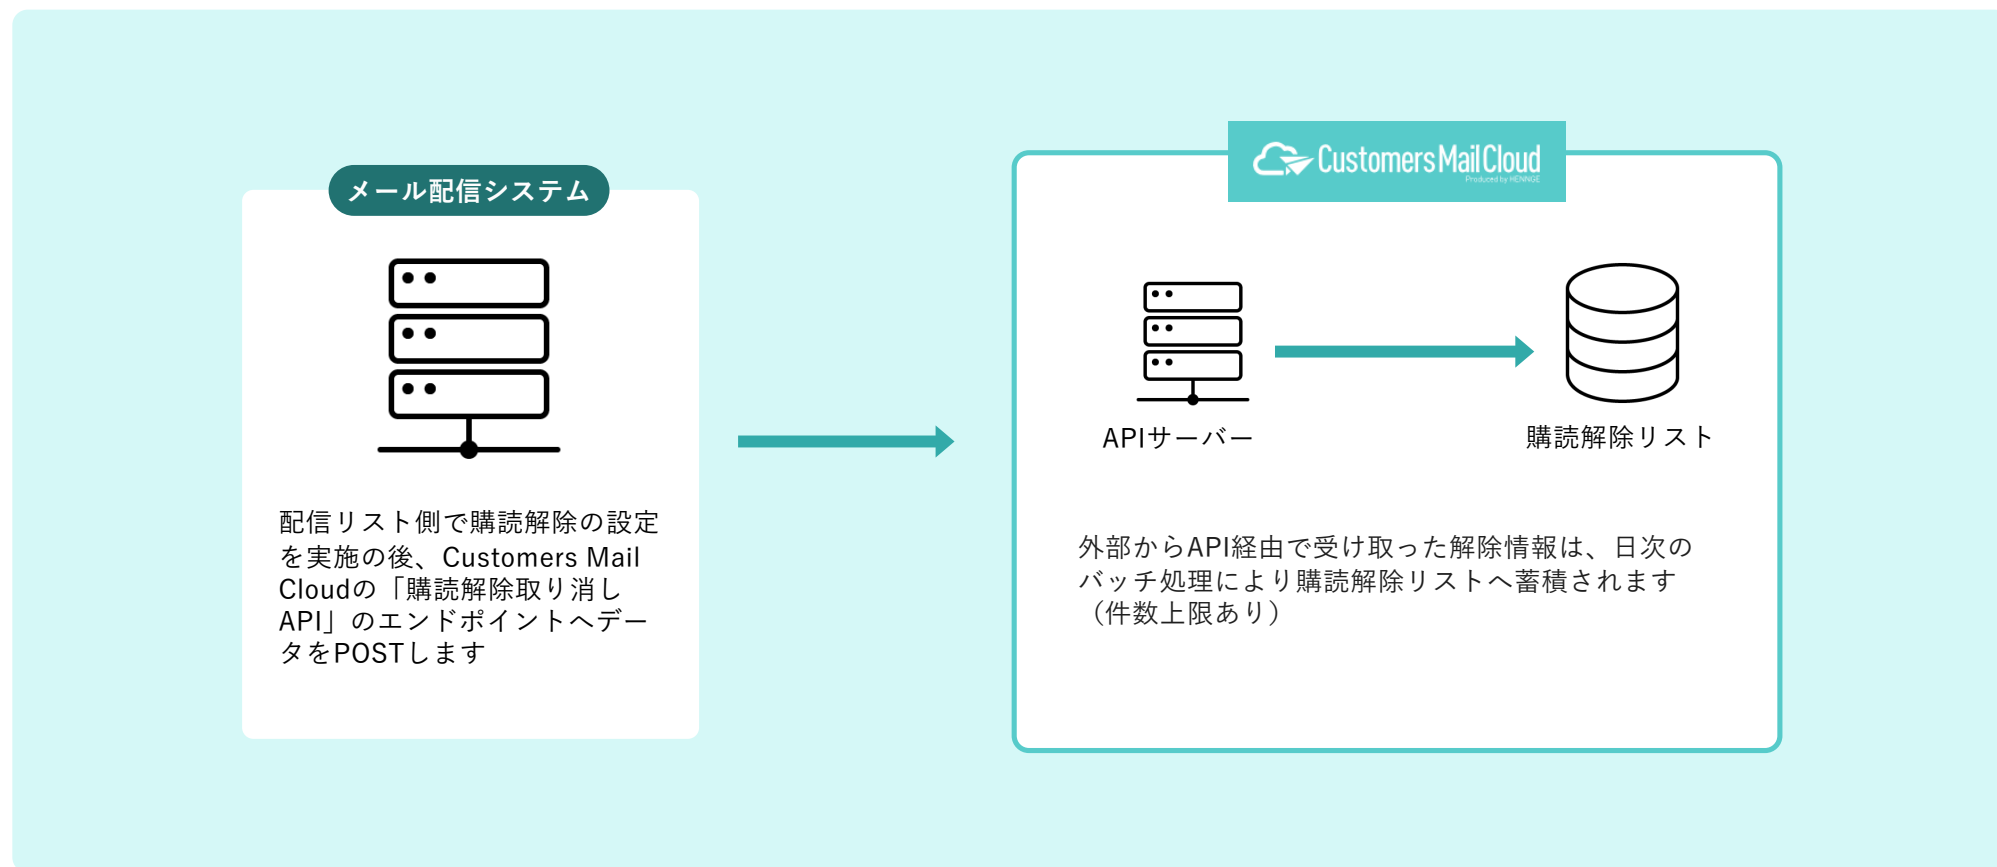 メール配信システム
配信リスト側で購読解除の設定
を実施の後、Customers Mail
Cloudの「購読解除取り消し
API」のエンドポイントへデー
タをPOSTします
Customers Mail Cloud
Produced by HENNGE
APIサーバー
購読解除リスト
外部からAPI経由で受け取った解除情報は、日次の
バッチ処理により購読解除リストへ蓄積されます
（件数上限あり）